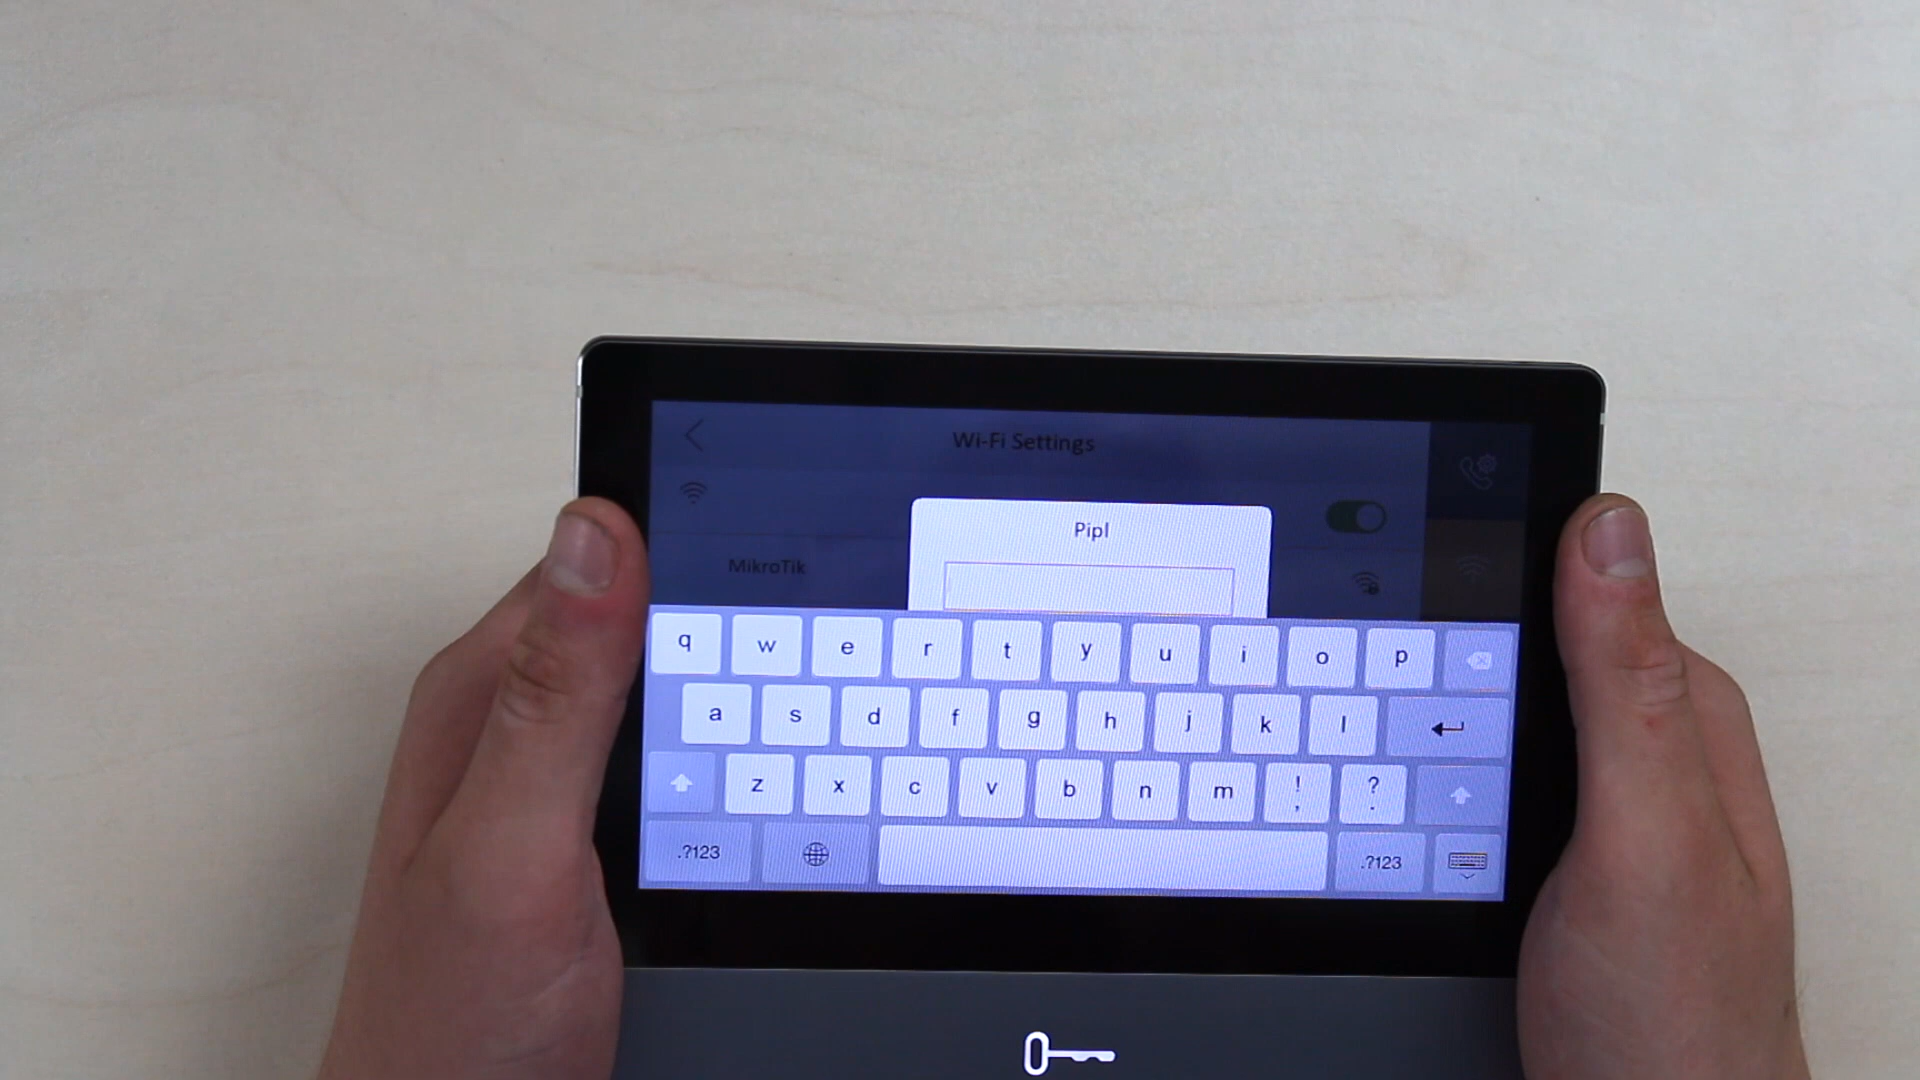 Wi-Fi Settings
Pipl
MikroTik
q w e r t y u i o p
a s d f g h j k l
z x c v b n m ! , ? .
.?123 .?123